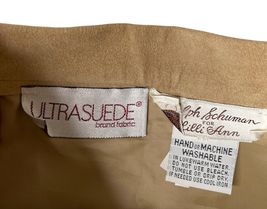 ULTRASUEDE®
brand fabric
lph Schuman
FOR
Lilli Ann
HAND OR MACHINE
WASHABLE
IN LUKEWARM WATER
DO NOT USE BLEACH.
TUMBLE OR DRIP DRY.
IF NEEDED USE COOL IRON